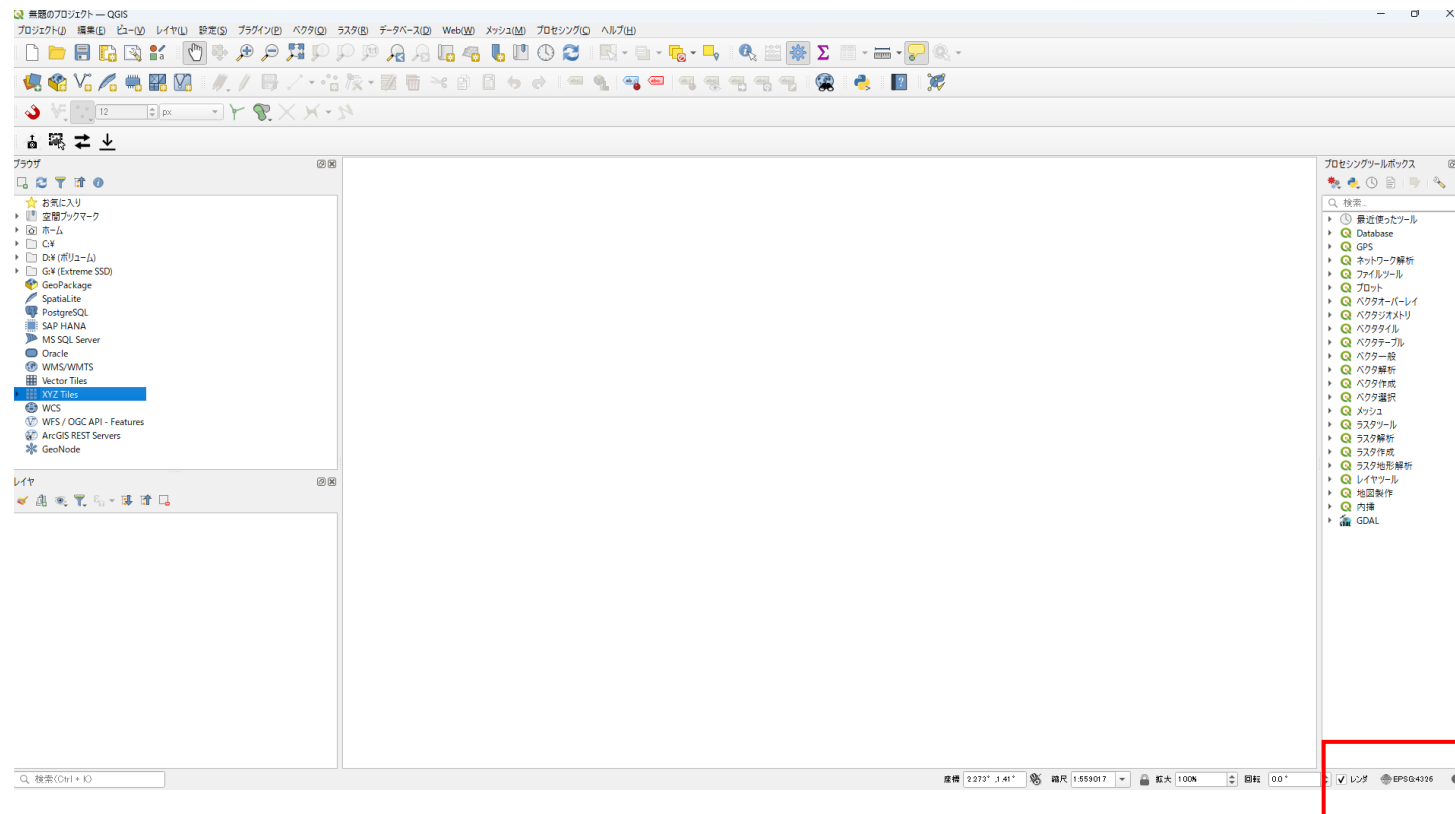 無題のプロジェクト — QGIS
プロジェクト(J) 編集(E) ビュー(V) レイヤ(L) 設定(S) プラグイン(P) ベクタ(O) ラスタ(R) データベース(D) Web(W) メッシュ(M) プロセシング(C) ヘルプ(H)
12 px
ブラウザ
お気に入り
空間ブックマーク
ホーム
C:¥
D:¥ (ボリューム)
G:¥ (Extreme SSD)
GeoPackage
SpatiaLite
PostgreSQL
SAP HANA
MS SQL Server
Oracle
WMS/WMTS
Vector Tiles
XYZ Tiles
WCS
WFS / OGC API - Features
ArcGIS REST Servers
GeoNode
レイヤ
プロセシングツールボックス
検索...
最近使ったツール
Database
GPS
ネットワーク解析
ファイルツール
プロット
ベクタオーバーレイ
ベクタジオメトリ
ベクタタイル
ベクタテーブル
ベクタ一般
ベクタ解析
ベクタ作成
ベクタ選択
メッシュ
ラスタツール
ラスタ解析
ラスタ作成
ラスタ地形解析
レイヤツール
地図製作
内挿
GDAL
検索(Ctrl + K) 座標 2.273° ,1.41° 縮尺 1:559017 拡大 100% 回転 0.0 ° レンダ EPSG:4326